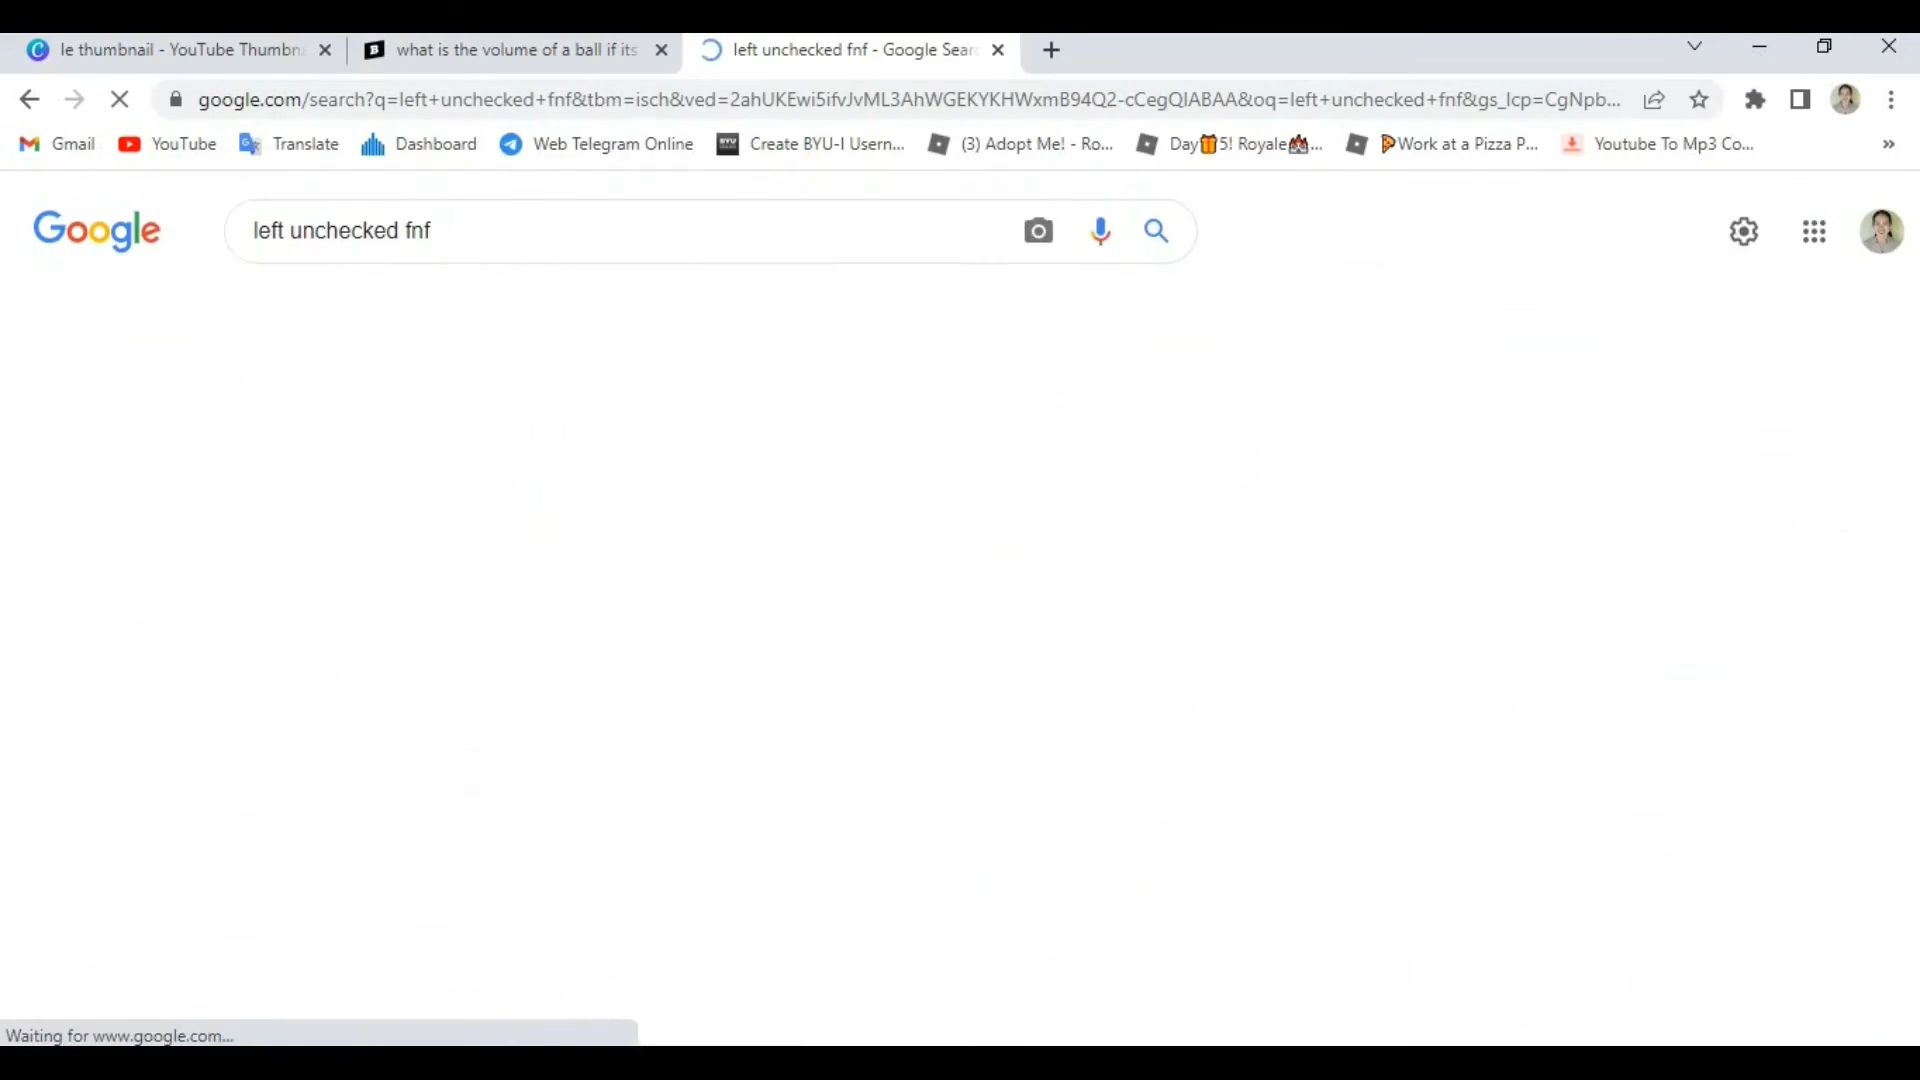 le thumbnail - YouTube Thumbn
what is the volume of a ball if its
left unchecked fnf - Google Sear
google.com/search?q=left+unchecked+fnf&tbm=isch&ved=2ahUKEwi5ifvJvML3AhWGEKYKHWxmB94Q2-cCegQIABAA&oq=left+unchecked+fnf&gs_lcp=CgNpb...
Gmail
YouTube
Translate
Dashboard
Web Telegram Online
Create BYU-I Usern...
(3) Adopt Me! - Ro...
Day🎁5! Royale🏰...
🍕Work at a Pizza P...
Youtube To Mp3 Co...
»
Google
left unchecked fnf
Waiting for www.google.com...